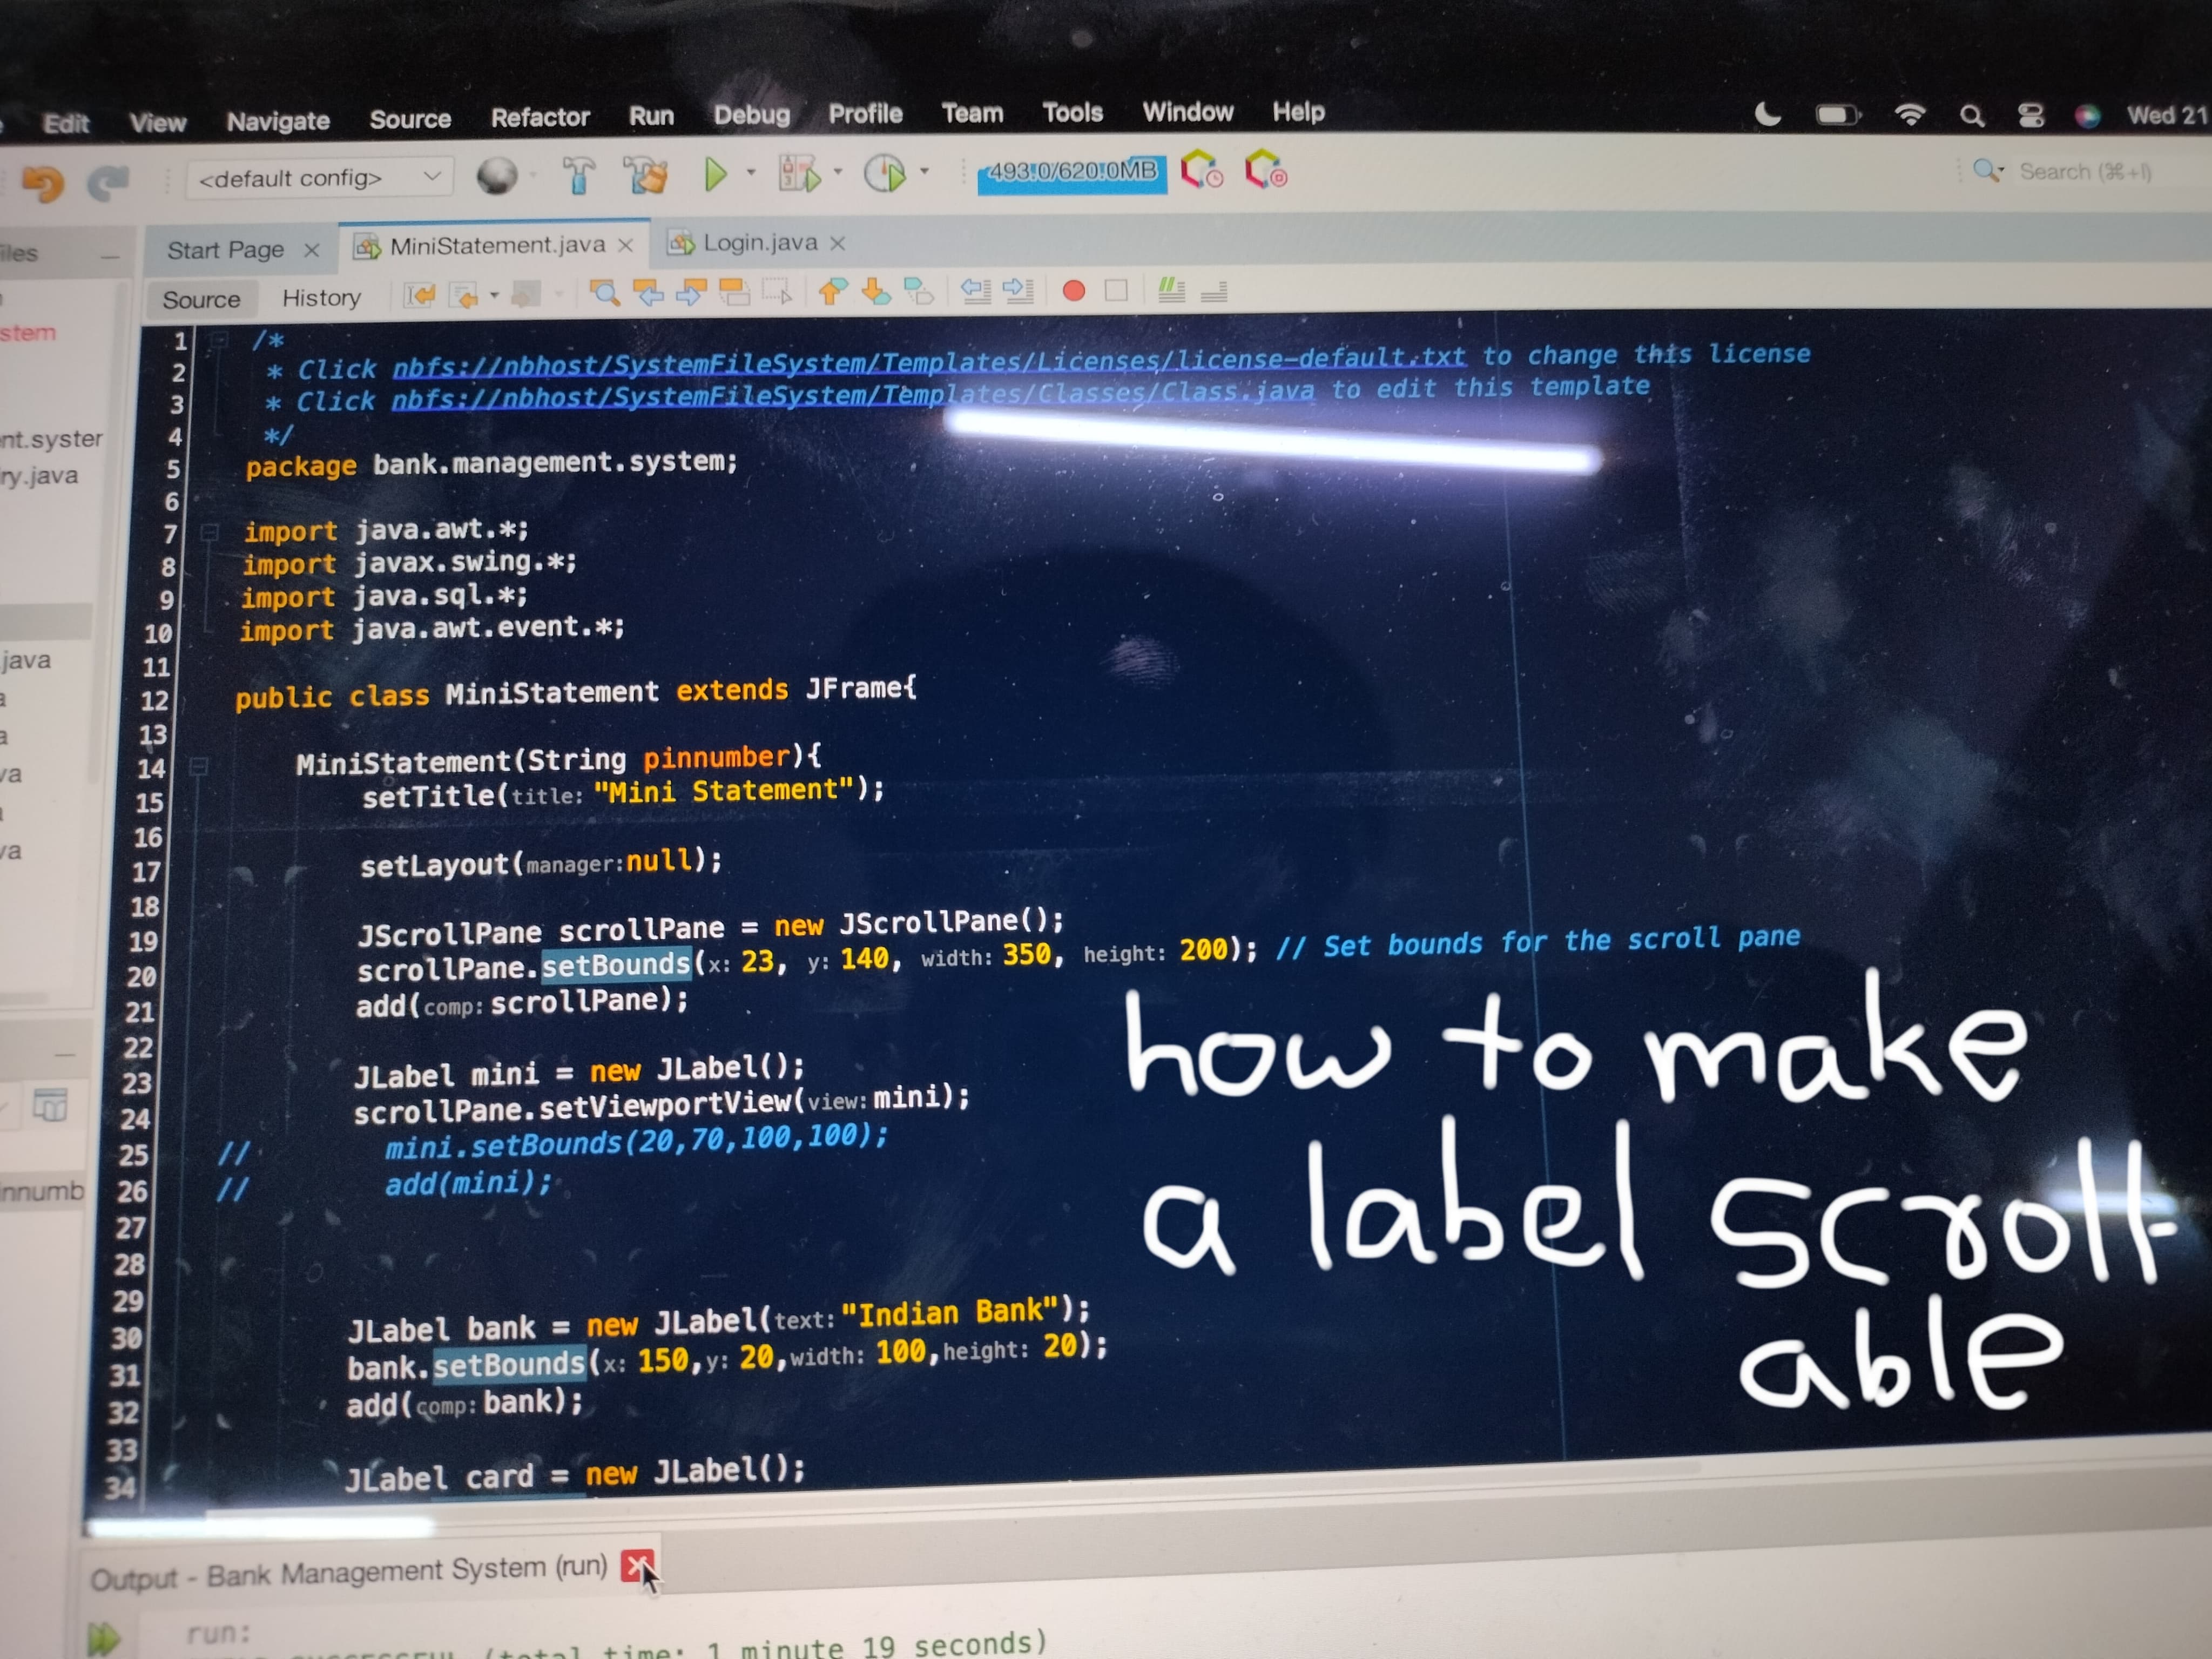 Edit View Navigate Source Refactor Run Debug Profile Team Tools Window Help Wed 21
<default config> 493.0/620.0MB Search (⌘+I)
iles Start Page MiniStatement.java Login.java
Source History
stem
nt.syster
ry.java
.java
a
a
va
va
innumb
1 /*
2 * Click nbfs://nbhost/SystemFileSystem/Templates/Licenses/license-default.txt to change this license
3 * Click nbfs://nbhost/SystemFileSystem/Templates/Classes/Class.java to edit this template
4 */
5 package bank.management.system;
6
7 import java.awt.*;
8 import javax.swing.*;
9 import java.sql.*;
10 import java.awt.event.*;
11
12 public class MiniStatement extends JFrame{
13
14 MiniStatement(String pinnumber){
15 setTitle(title: "Mini Statement");
16
17 setLayout(manager:null);
18
19 JScrollPane scrollPane = new JScrollPane();
20 scrollPane.setBounds(x: 23, y: 140, width: 350, height: 200); // Set bounds for the scroll pane
21 add(comp: scrollPane);
22
23 JLabel mini = new JLabel();
24 scrollPane.setViewportView(view: mini);
25 // mini.setBounds(20,70,100,100);
26 // add(mini);
27
28
29
30 JLabel bank = new JLabel(text: "Indian Bank");
31 bank.setBounds(x: 150,y: 20,width: 100,height: 20);
32 add(comp: bank);
33
34 JLabel card = new JLabel();
how to make
a label scroll-
able
Output - Bank Management System (run)
run:
(total time: 1 minute 19 seconds)